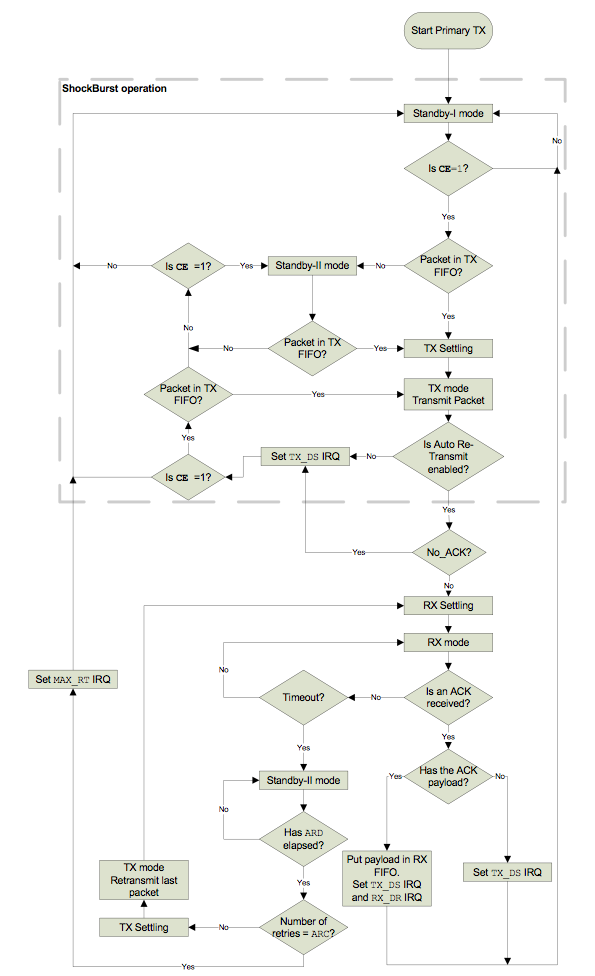 Start Primary TX
ShockBurst operation
Standby-I mode
No
Is CE=1?
Yes
No
Is CE =1?
Yes
Standby-II mode
No
Packet in TX
FIFO?
Yes
No
No
Packet in TX
FIFO?
Yes
TX Settling
Packet in TX
FIFO?
Yes
TX mode
Transmit Packet
Yes
Is CE =1?
Set TX_DS IRQ
No
Is Auto Re-
Transmit
enabled?
Yes
Yes
No_ACK?
No
RX Settling
RX mode
No
Set MAX_RT IRQ
Timeout?
No
Is an ACK
received?
Yes
Yes
Standby-II mode
Yes
Has the ACK
payload?
No
No
Has ARD
elapsed?
Put payload in RX
FIFO.
Set TX_DS IRQ
and RX_DR IRQ
Set TX_DS IRQ
TX mode
Retransmit last
packet
Yes
TX Settling
No
Number of
retries = ARC?
Yes